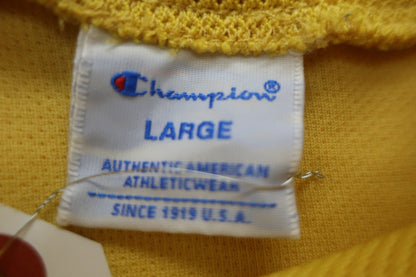 Champion®
LARGE
AUTHENTIC AMERICAN
ATHLETICWEAR
SINCE 1919 U.S.A.